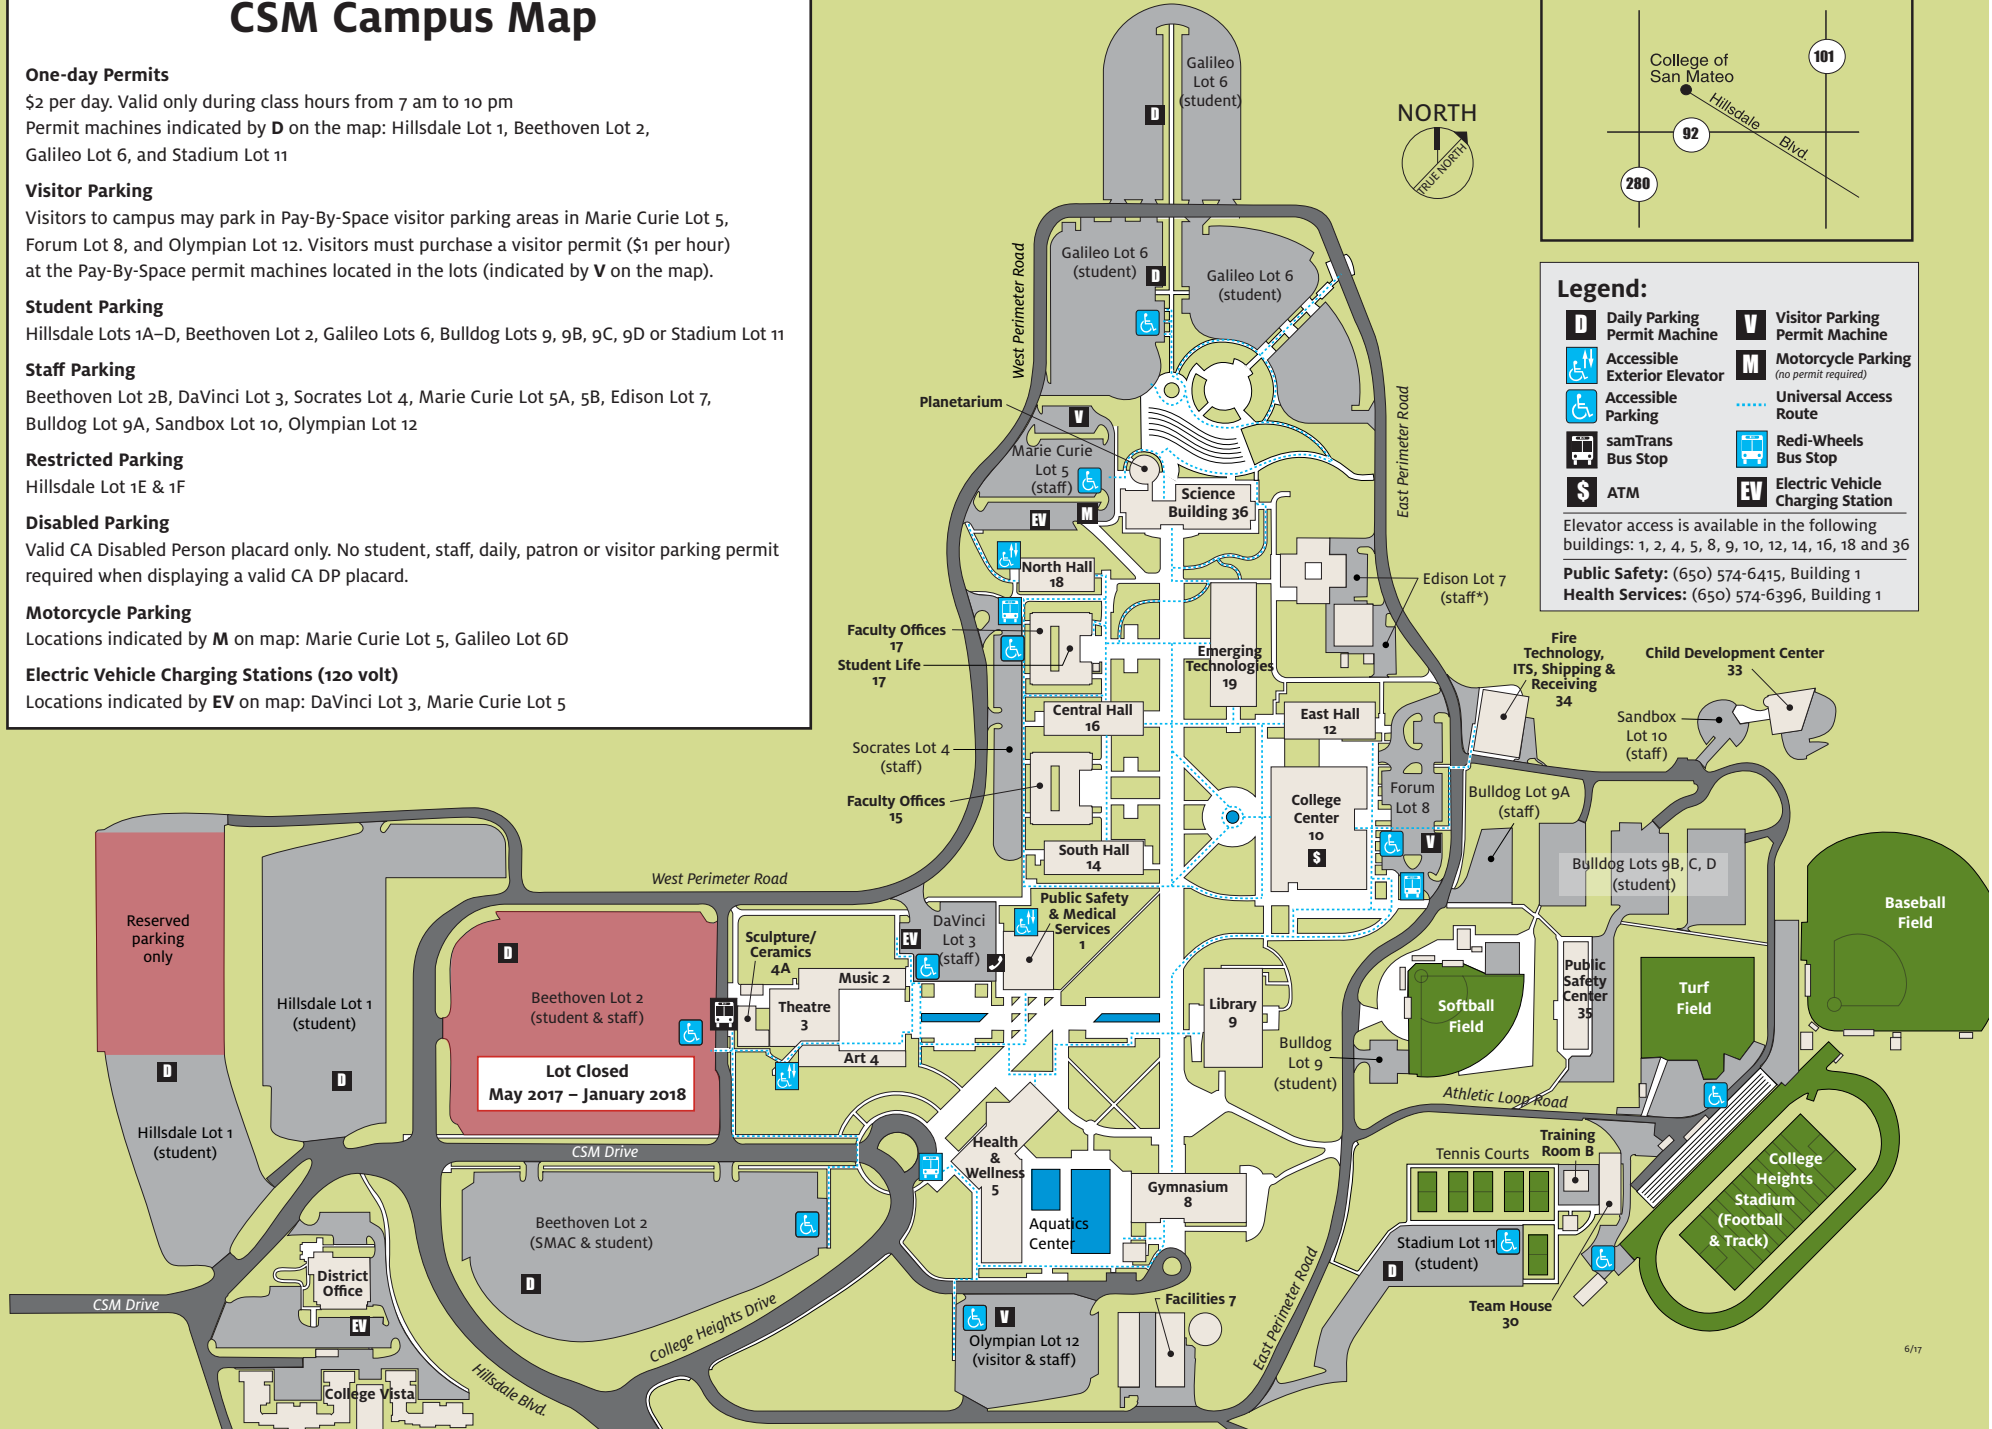 CSM Campus Map
One-day Permits
$2 per day. Valid only during class hours from 7 am to 10 pm
Permit machines indicated by D on the map: Hillsdale Lot 1, Beethoven Lot 2,
Galileo Lot 6, and Stadium Lot 11
Visitor Parking
Visitors to campus may park in Pay-By-Space visitor parking areas in Marie Curie Lot 5,
Forum Lot 8, and Olympian Lot 12. Visitors must purchase a visitor permit ($1 per hour)
at the Pay-By-Space permit machines located in the lots (indicated by V on the map).
Student Parking
Hillsdale Lots 1A–D, Beethoven Lot 2, Galileo Lots 6, Bulldog Lots 9, 9B, 9C, 9D or Stadium Lot 11
Staff Parking
Beethoven Lot 2B, DaVinci Lot 3, Socrates Lot 4, Marie Curie Lot 5A, 5B, Edison Lot 7,
Bulldog Lot 9A, Sandbox Lot 10, Olympian Lot 12
Restricted Parking
Hillsdale Lot 1E & 1F
Disabled Parking
Valid CA Disabled Person placard only. No student, staff, daily, patron or visitor parking permit
required when displaying a valid CA DP placard.
Motorcycle Parking
Locations indicated by M on map: Marie Curie Lot 5, Galileo Lot 6D
Electric Vehicle Charging Stations (120 volt)
Locations indicated by EV on map: DaVinci Lot 3, Marie Curie Lot 5
College of
San Mateo
101
Hillsdale
Blvd.
92
280
NORTH
TRUE NORTH
Legend:
D
Daily Parking
Permit Machine
V
Visitor Parking
Permit Machine
Accessible
Exterior Elevator
M
Motorcycle Parking
(no permit required)
Accessible
Parking
Universal Access
Route
samTrans
Bus Stop
Redi-Wheels
Bus Stop
$
ATM
EV
Electric Vehicle
Charging Station
Elevator access is available in the following
buildings: 1, 2, 4, 5, 8, 9, 10, 12, 14, 16, 18 and 36
Public Safety: (650) 574-6415, Building 1
Health Services: (650) 574-6396, Building 1
Galileo
Lot 6
(student)
D
Galileo Lot 6
(student)
D
Galileo Lot 6
(student)
West Perimeter Road
East Perimeter Road
Planetarium
V
Marie Curie
Lot 5
(staff)
EV
M
Science
Building 36
North Hall
18
Edison Lot 7
(staff*)
Faculty Offices
17
Student Life
17
Emerging
Technologies
19
Fire
Technology,
ITS, Shipping &
Receiving
34
Child Development Center
33
Sandbox
Lot 10
(staff)
Central Hall
16
East Hall
12
Socrates Lot 4
(staff)
Faculty Offices
15
College
Center
10
$
Forum
Lot 8
V
Bulldog Lot 9A
(staff)
Bulldog Lots 9B, C, D
(student)
South Hall
14
West Perimeter Road
Baseball
Field
Reserved
parking
only
D
Hillsdale Lot 1
(student)
D
Hillsdale Lot 1
(student)
D
Beethoven Lot 2
(student & staff)
Lot Closed
May 2017 – January 2018
Sculpture/
Ceramics
4A
Music 2
Theatre
3
Art 4
EV
DaVinci
Lot 3
(staff)
Public Safety
& Medical
Services
1
Library
9
Softball
Field
Public
Safety
Center
35
Turf
Field
Bulldog
Lot 9
(student)
Athletic Loop Road
Training
Room B
Tennis Courts
College
Heights
Stadium
(Football
& Track)
CSM Drive
Health
&
Wellness
5
Gymnasium
8
Aquatics
Center
Beethoven Lot 2
(SMAC & student)
D
Stadium Lot 11
(student)
D
Team House
30
District
Office
EV
CSM Drive
College Heights Drive
V
Olympian Lot 12
(visitor & staff)
Facilities 7
East Perimeter Road
College Vista
Hillsdale Blvd.
6/17